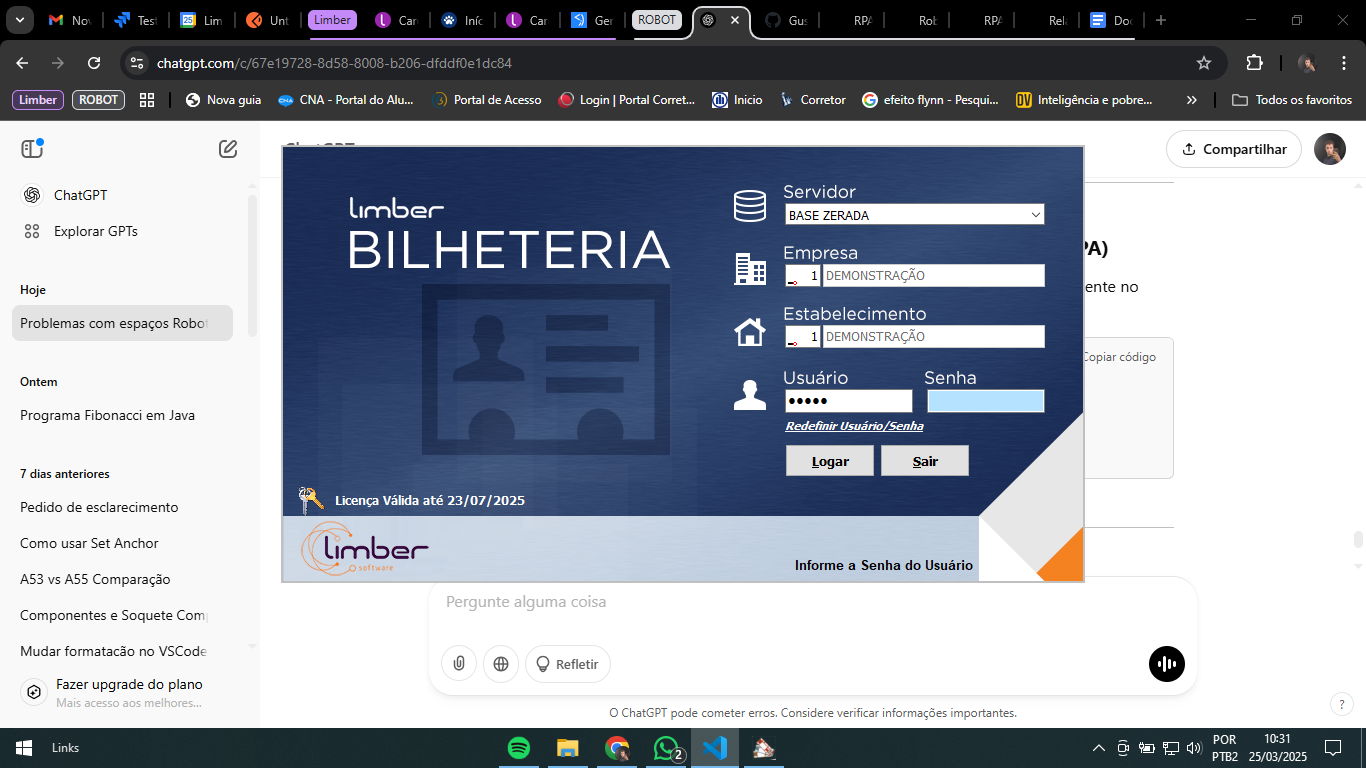 Nov
Test
Lim
Unt
Limber
Car
Iníc
Car
Ger
ROBOT
Gus
RPA
Rob
RPA
Rela
Doc
chatgpt.com/c/67e19728-8d58-8008-b206-dfddf0e1dc84
Limber
ROBOT
Nova guia
CNA - Portal do Alu...
Portal de Acesso
Login | Portal Corret...
Inicio
Corretor
efeito flynn - Pesqui...
Inteligência e pobre...
»
Todos os favoritos
Compartilhar
ChatGPT
Explorar GPTs
Hoje
Problemas com espaços Robot
Ontem
Programa Fibonacci em Java
7 dias anteriores
Pedido de esclarecimento
Como usar Set Anchor
A53 vs A55 Comparação
Componentes e Soquete Comp
Mudar formatacão no VSCode
Fazer upgrade do plano
Mais acesso aos melhores...
PA)
ente no
Copiar código
limber
BILHETERIA
Servidor
BASE ZERADA
Empresa
1 DEMONSTRAÇÃO
Estabelecimento
1 DEMONSTRAÇÃO
Usuário Senha
•••••
Redefinir Usuário/Senha
Logar Sair
Licença Válida até 23/07/2025
limber
software
Informe a Senha do Usuário
Pergunte alguma coisa
Refletir
O ChatGPT pode cometer erros. Considere verificar informações importantes.
?
Links
2
POR
PTB2
10:31
25/03/2025